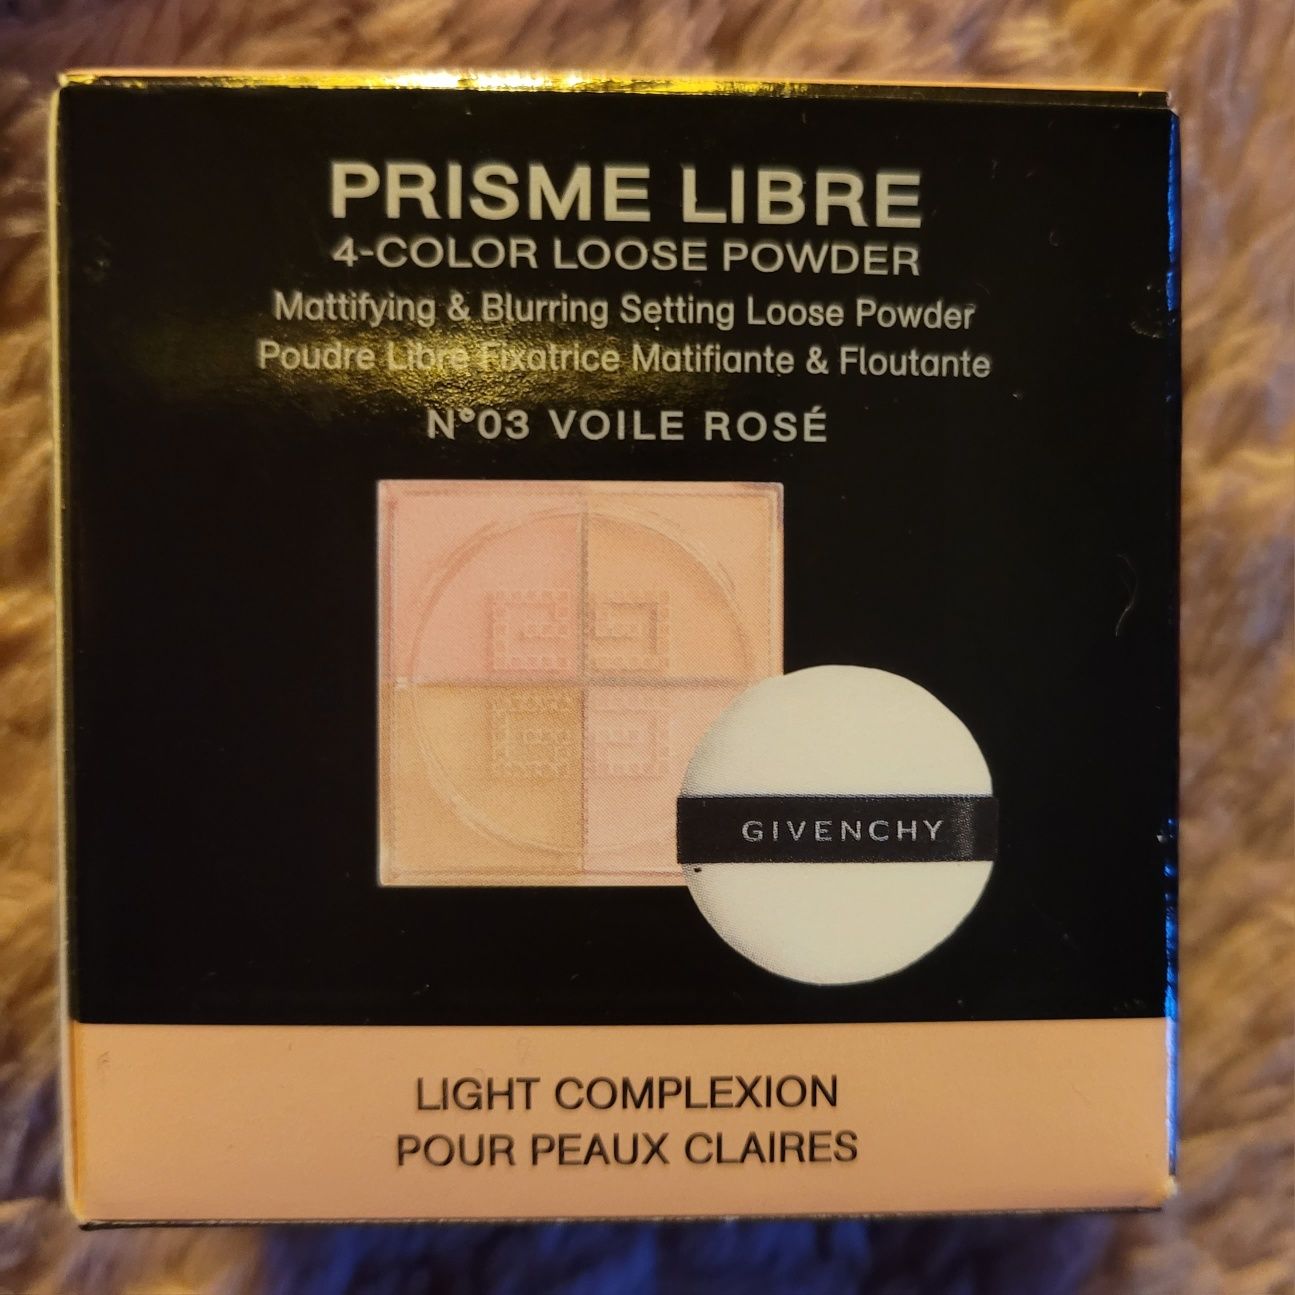 PRISME LIBRE
4-COLOR LOOSE POWDER
Mattifying & Blurring Setting Loose Powder
Poudre Libre Fixatrice Matifiante & Floutante
N°03 VOILE ROSÉ
GIVENCHY
LIGHT COMPLEXION
POUR PEAUX CLAIRES